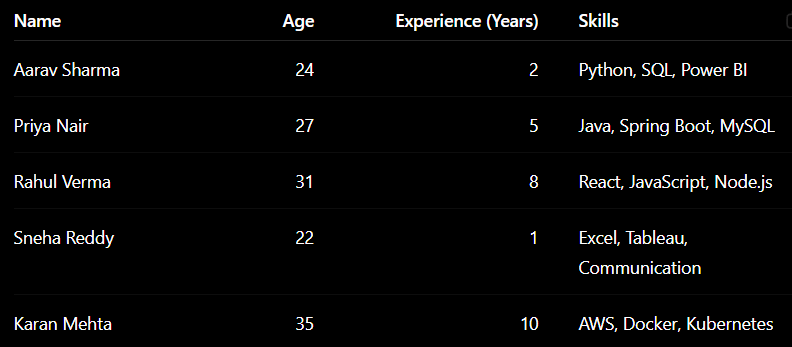 Name Age Experience (Years) Skills
Aarav Sharma 24 2 Python, SQL, Power BI
Priya Nair 27 5 Java, Spring Boot, MySQL
Rahul Verma 31 8 React, JavaScript, Node.js
Sneha Reddy 22 1 Excel, Tableau,
Communication
Karan Mehta 35 10 AWS, Docker, Kubernetes